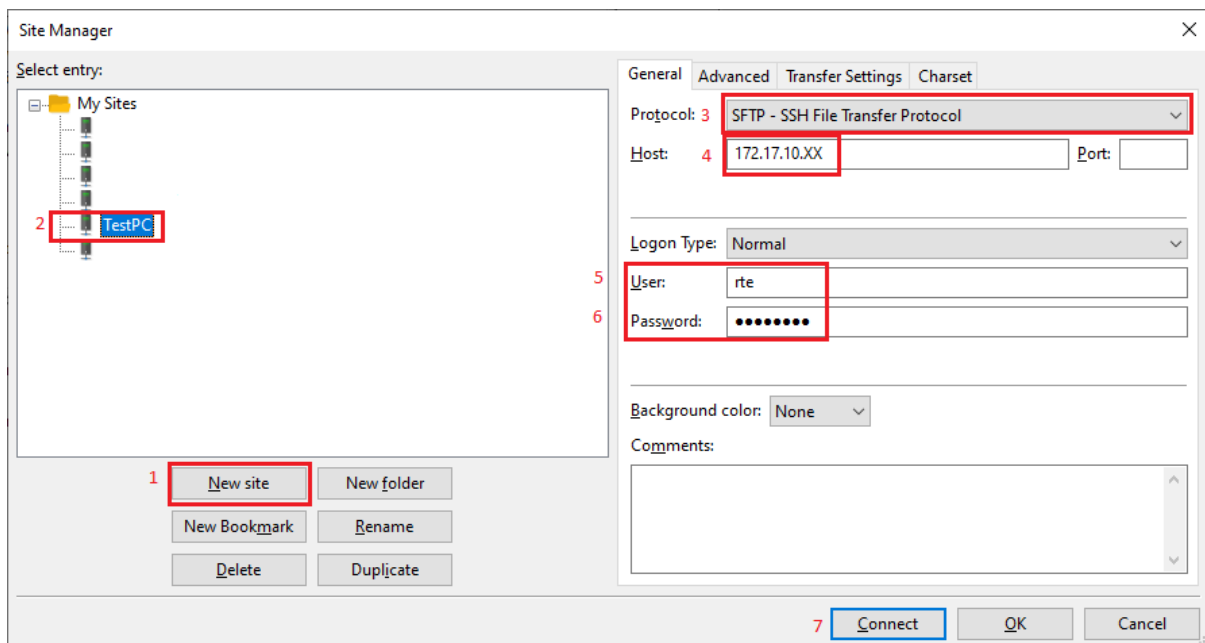 Site Manager
Select entry:
My Sites
2 TestPC
1 New site New folder
New Bookmark Rename
Delete Duplicate
General Advanced Transfer Settings Charset
Protocol: 3 SFTP - SSH File Transfer Protocol
Host: 4 172.17.10.XX Port:
Logon Type: Normal
5 User: rte
6 Password: ●●●●●●●●
Background color: None
Comments:
7 Connect OK Cancel